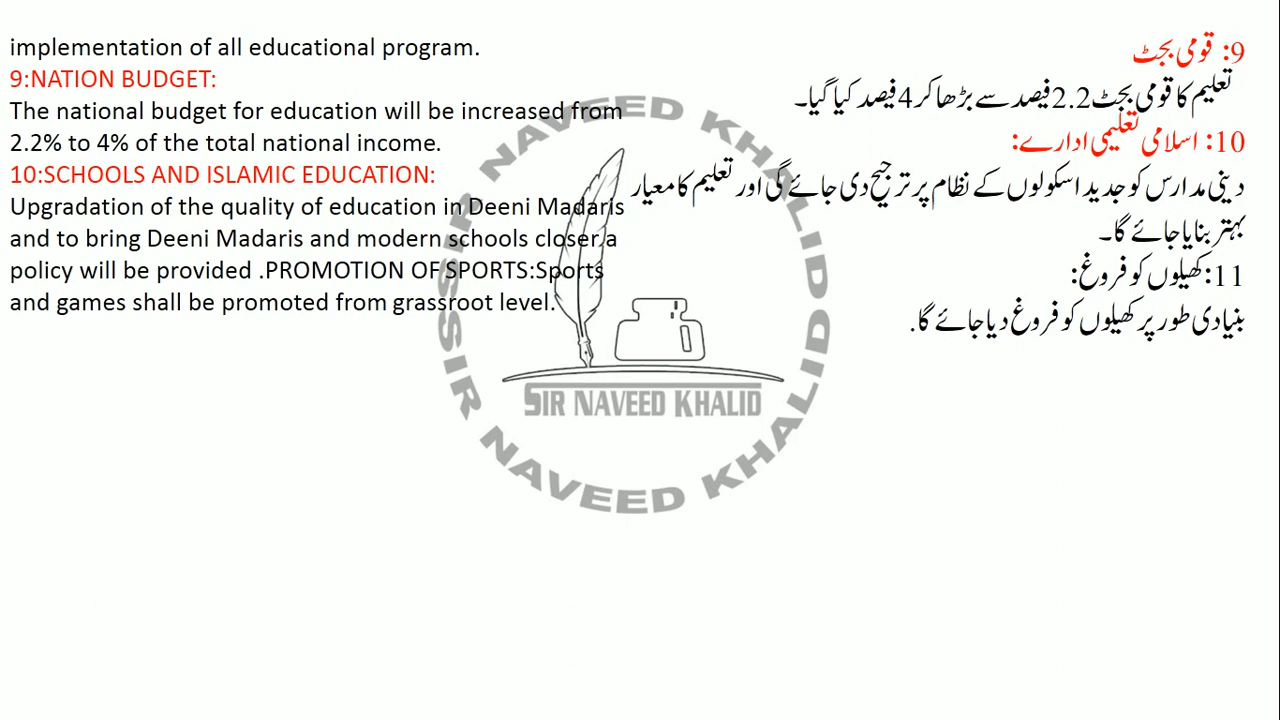 implementation of all educational program.
9:NATION BUDGET:
The national budget for education will be increased from
2.2% to 4% of the total national income.
10:SCHOOLS AND ISLAMIC EDUCATION:
Upgradation of the quality of education in Deeni Madaris
and to bring Deeni Madaris and modern schools closer a
policy will be provided .PROMOTION OF SPORTS:Sports
and games shall be promoted from grassroot level.
9: قومی بجٹ
تعلیم کا قومی بجٹ 2.2 فیصد سے بڑھا کر 4 فیصد کیا گیا۔
10: اسلامی تعلیمی ادارے:
دینی مدارس کو جدید اسکولوں کے نظام پر ترجیح دی جائے گی اور تعلیم کا معیار
بہتر بنایا جائے گا۔
11: کھیلوں کو فروغ:
بنیادی طور پر کھیلوں کو فروغ دیا جائے گا.
SIR NAVEED KHALID
SIR NAVEED KHALID
SIR NAVEED KHALID